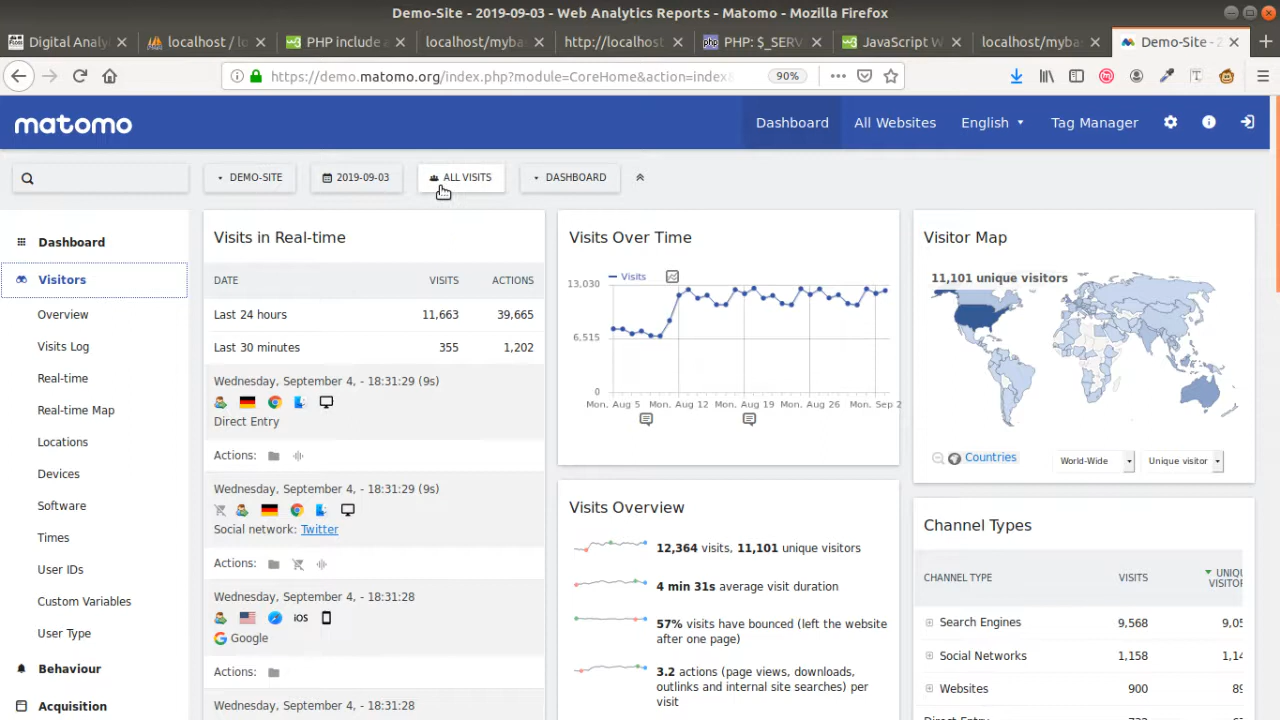 Demo-Site - 2019-09-03 - Web Analytics Reports - Matomo - Mozilla Firefox
Digital Analy
localhost / lo
PHP include a
localhost/myba
http://localhos
PHP: $_SERV
JavaScript W
localhost/myba
Demo-Site - 2
https://demo.matomo.org/index.php?module=CoreHome&action=index&
90%
matomo
Dashboard
All Websites
English
Tag Manager
DEMO-SITE
2019-09-03
ALL VISITS
DASHBOARD
Dashboard
Visitors
Overview
Visits Log
Real-time
Real-time Map
Locations
Devices
Software
Times
User IDs
Custom Variables
User Type
Behaviour
Acquisition
Visits in Real-time
DATE VISITS ACTIONS
Last 24 hours 11,663 39,665
Last 30 minutes 355 1,202
Wednesday, September 4, - 18:31:29 (9s)
Direct Entry
Actions:
Wednesday, September 4, - 18:31:29 (9s)
Social network: Twitter
Actions:
Wednesday, September 4, - 18:31:28
iOS
Google
Actions:
Wednesday, September 4, - 18:31:28
Visits Over Time
Visits
13,030
6,515
0
Mon. Aug 5 Mon. Aug 12 Mon. Aug 19 Mon. Aug 26 Mon. Sep 2
Visits Overview
12,364 visits, 11,101 unique visitors
4 min 31s average visit duration
57% visits have bounced (left the website
after one page)
3.2 actions (page views, downloads,
outlinks and internal site searches) per
visit
Visitor Map
11,101 unique visitors
Countries
World-Wide
Unique visitor
Channel Types
CHANNEL TYPE VISITS UNIQU
VISITOR
Search Engines 9,568 9,05
Social Networks 1,158 1,14
Websites 900 89
Direct Entry